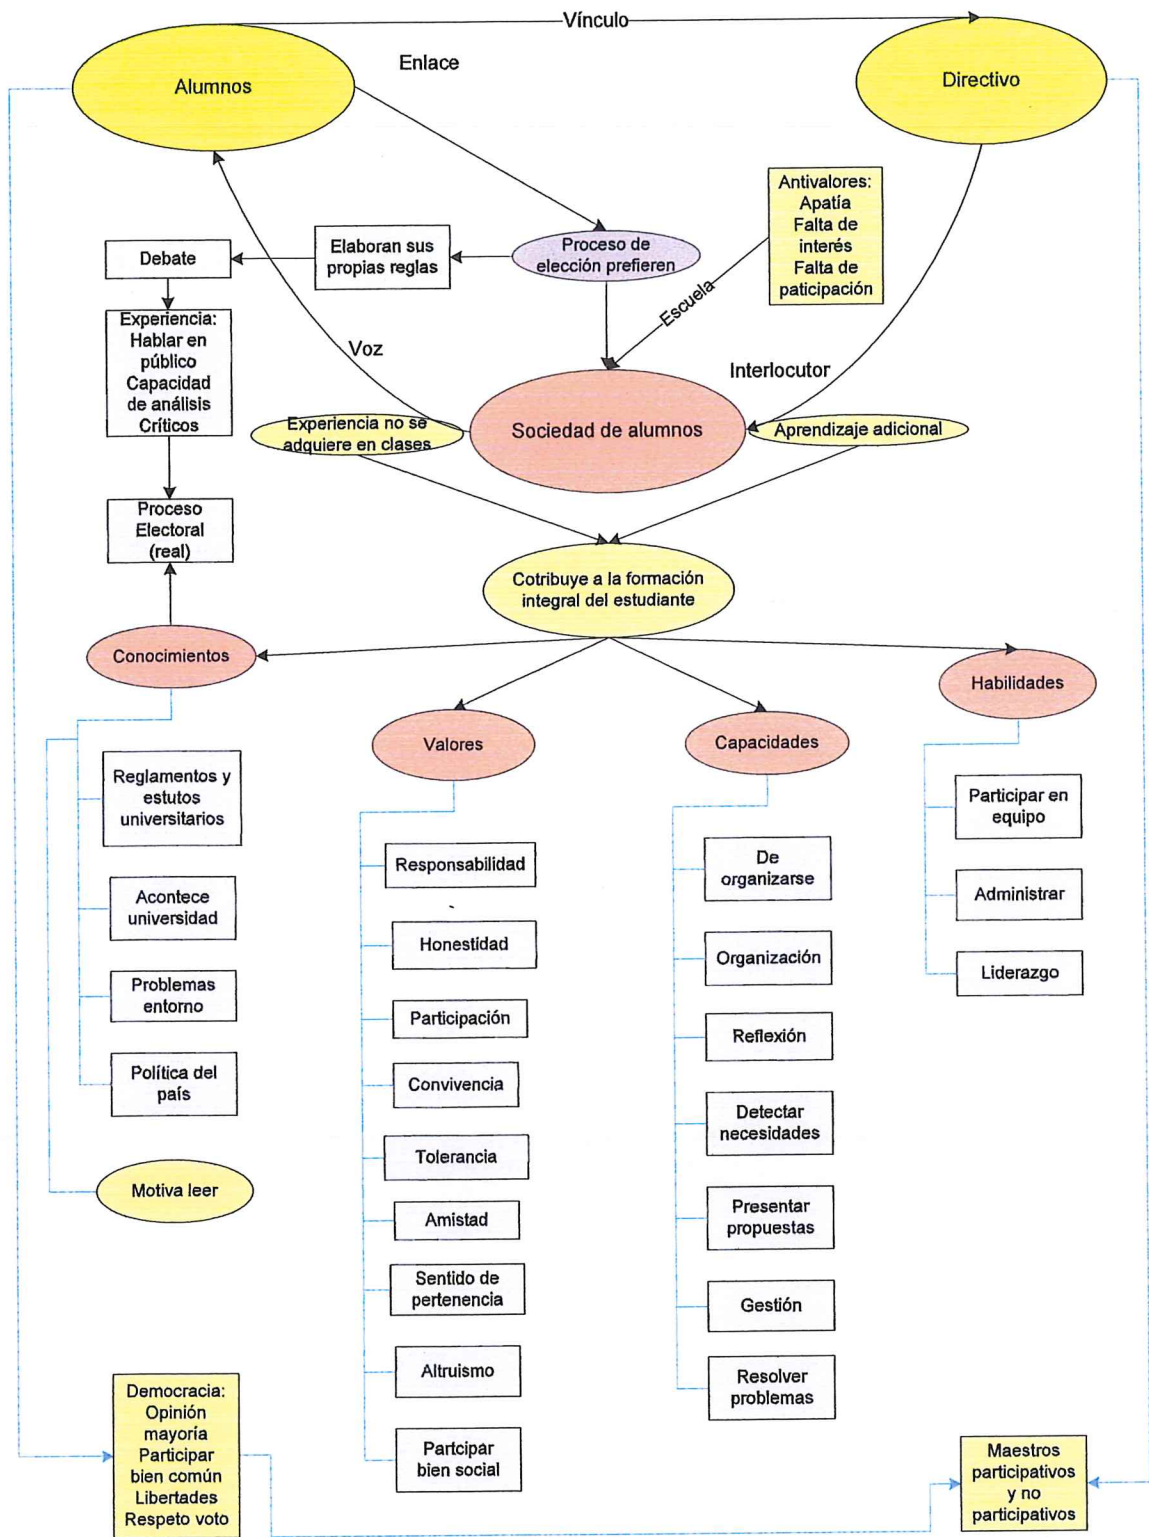 Vínculo
Alumnos
Enlace
Directivo
Antivalores:
Apatía
Falta de
interés
Falta de
paticipación
Proceso de
elección prefieren
Elaboran sus
propias reglas
Debate
Experiencia:
Hablar en
público
Capacidad
de análisis
Críticos
Escuela
Voz
Interlocutor
Sociedad de alumnos
Experiencia no se
adquiere en clases
Aprendizaje adicional
Proceso
Electoral
(real)
Cotribuye a la formación
integral del estudiante
Conocimientos
Valores
Capacidades
Habilidades
Reglamentos y
estutos
universitarios
Acontece
universidad
Problemas
entorno
Política del
país
Motiva leer
Responsabilidad
Honestidad
Participación
Convivencia
Tolerancia
Amistad
Sentido de
pertenencia
Altruismo
Partcipar
bien social
De
organizarse
Organización
Reflexión
Detectar
necesidades
Presentar
propuestas
Gestión
Resolver
problemas
Participar en
equipo
Administrar
Liderazgo
Democracia:
Opinión
mayoría
Participar
bien común
Libertades
Respeto voto
Maestros
participativos
y no
participativos